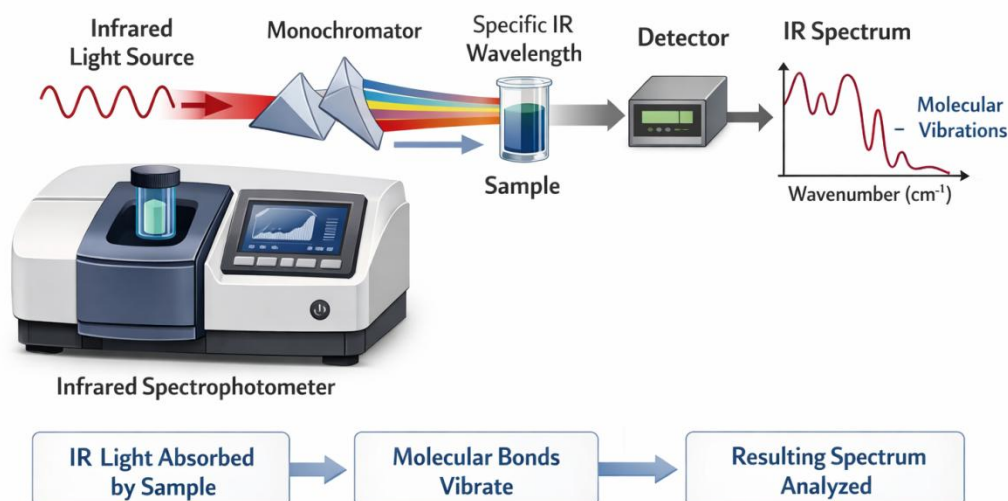 Infrared
Light Source
Monochromator
Specific IR
Wavelength
Detector
IR Spectrum
Molecular
Vibrations
Sample
Wavenumber (cm⁻¹)
Infrared Spectrophotometer
IR Light Absorbed
by Sample
Molecular Bonds
Vibrate
Resulting Spectrum
Analyzed